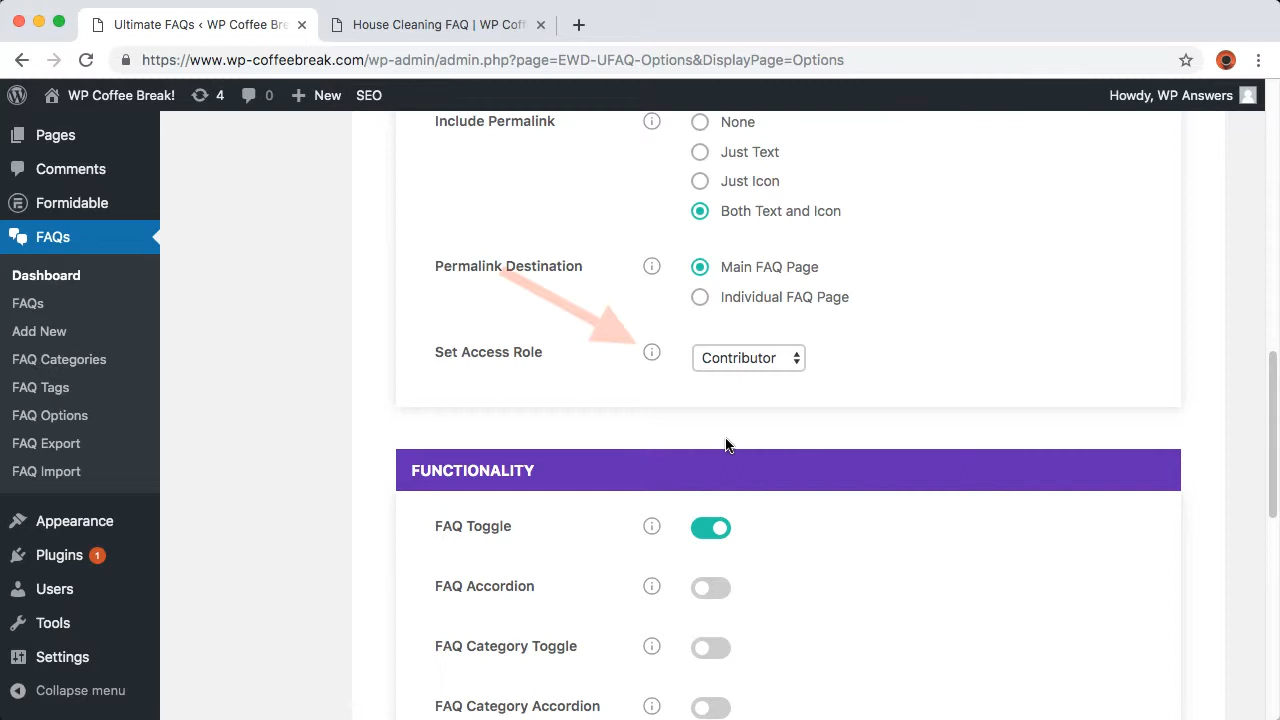 Ultimate FAQs ‹ WP Coffee Bre
House Cleaning FAQ | WP Coff
https://www.wp-coffeebreak.com/wp-admin/admin.php?page=EWD-UFAQ-Options&DisplayPage=Options
WP Coffee Break! 4 0 New SEO Howdy, WP Answers
Pages
Comments
Formidable
FAQs
Dashboard
FAQs
Add New
FAQ Categories
FAQ Tags
FAQ Options
FAQ Export
FAQ Import
Appearance
Plugins 1
Users
Tools
Settings
Collapse menu
Include Permalink
None
Just Text
Just Icon
Both Text and Icon
Permalink Destination
Main FAQ Page
Individual FAQ Page
Set Access Role
Contributor
FUNCTIONALITY
FAQ Toggle
FAQ Accordion
FAQ Category Toggle
FAQ Category Accordion